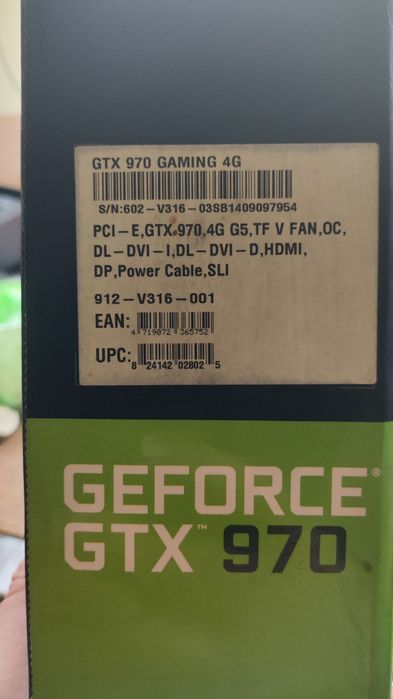 GTX 970 GAMING 4G
S/N:602-V316-03SB1409097954
PCI-E,GTX 970,4G G5,TF V FAN,OC,
DL-DVI-I,DL-DVI-D,HDMI,
DP,Power Cable,SLI
912-V316-001
EAN:
4 719072 365752
UPC:
8 24142 02802 5
GEFORCE®
GTX™ 970